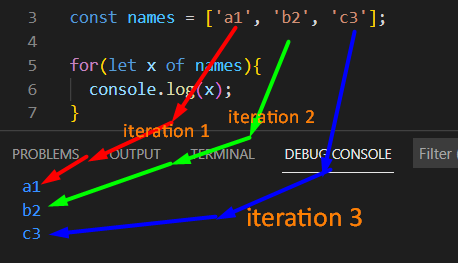 3 const names = ['a1', 'b2', 'c3'];
4
5 for(let x of names){
6 console.log(x);
7 }
iteration 1
iteration 2
PROBLEMS OUTPUT TERMINAL DEBUG CONSOLE Filter (
a1
b2
c3
iteration 3